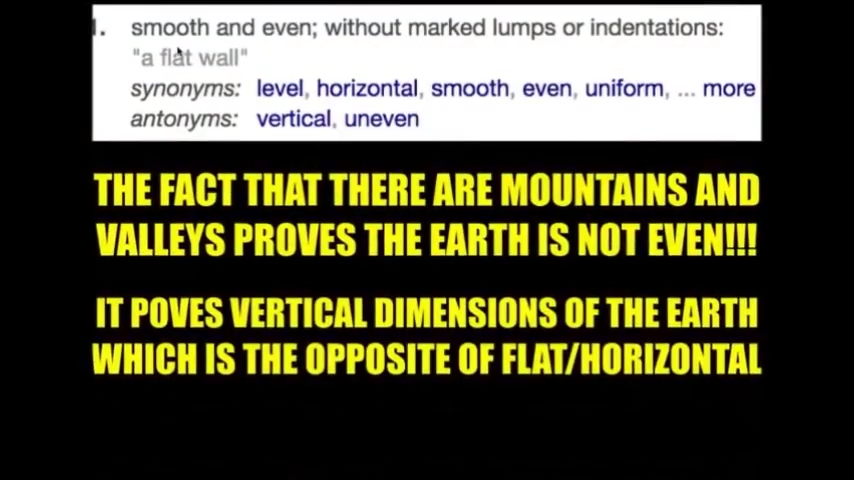 1. smooth and even; without marked lumps or indentations:
"a flat wall"
synonyms: level, horizontal, smooth, even, uniform, ... more
antonyms: vertical, uneven
THE FACT THAT THERE ARE MOUNTAINS AND
VALLEYS PROVES THE EARTH IS NOT EVEN!!!
IT POVES VERTICAL DIMENSIONS OF THE EARTH
WHICH IS THE OPPOSITE OF FLAT/HORIZONTAL